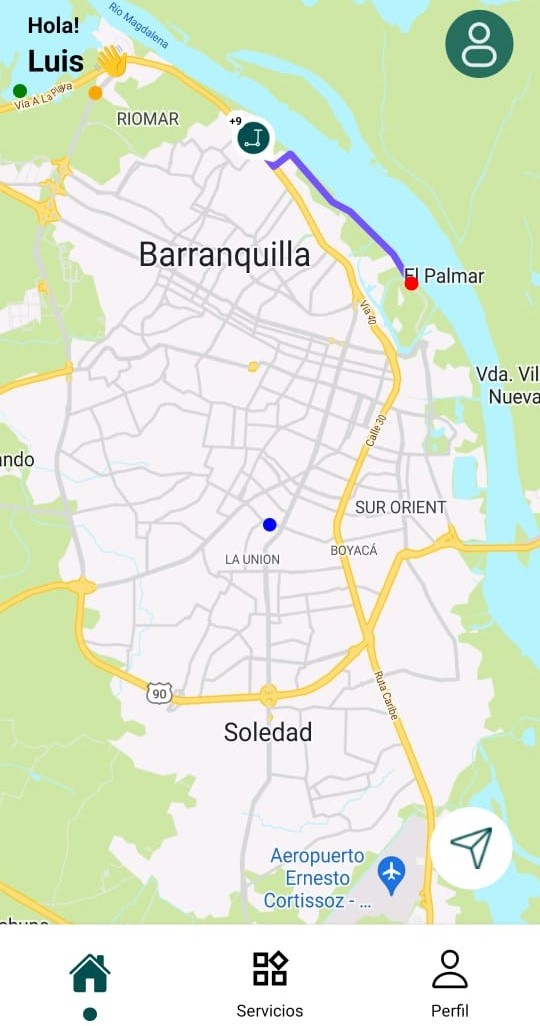 Hola!
Luis
Río Magdalena
Vía A La Playa
RIOMAR
+9
Barranquilla
El Palmar
Vía 40
Vda. Vil
Nueva
Calle 30
ando
SUR ORIENT
LA UNION
BOYACÁ
90
Ruta Caribe
Soledad
Aeropuerto
Ernesto
Cortissoz - ...
Servicios
Perfil